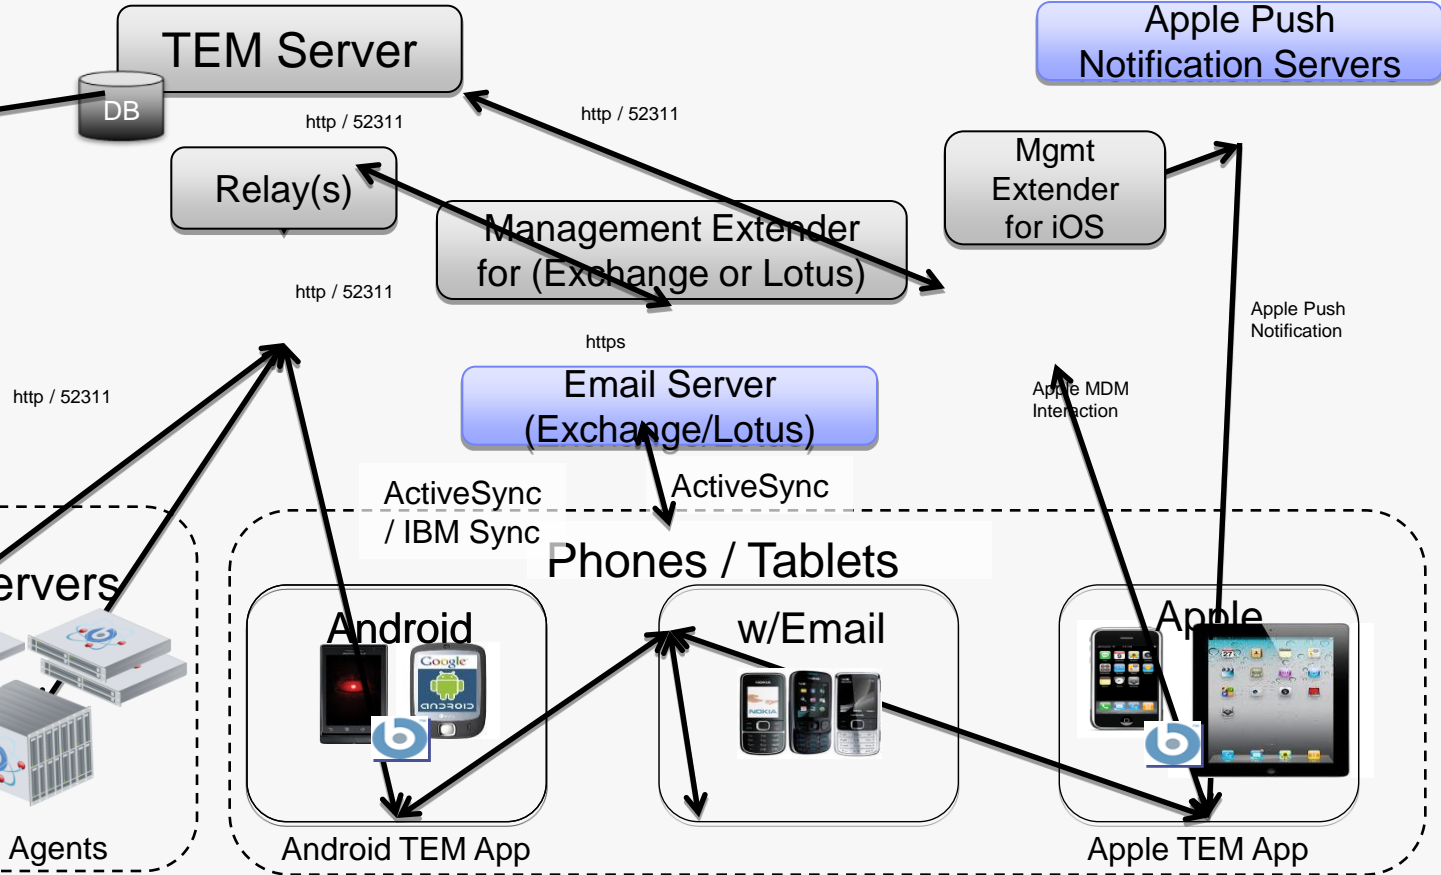 TEM Server
Apple Push
Notification Servers
DB
http / 52311
http / 52311
Mgmt
Extender
for iOS
Relay(s)
Management Extender
for (Exchange or Lotus)
http / 52311
Apple Push
Notification
https
http / 52311
Email Server
(Exchange/Lotus)
Apple MDM
Interaction
ActiveSync
/ IBM Sync
ActiveSync
Phones / Tablets
ervers
Android
w/Email
Apple
Google
android
NOKIA
Agents
Android TEM App
Apple TEM App